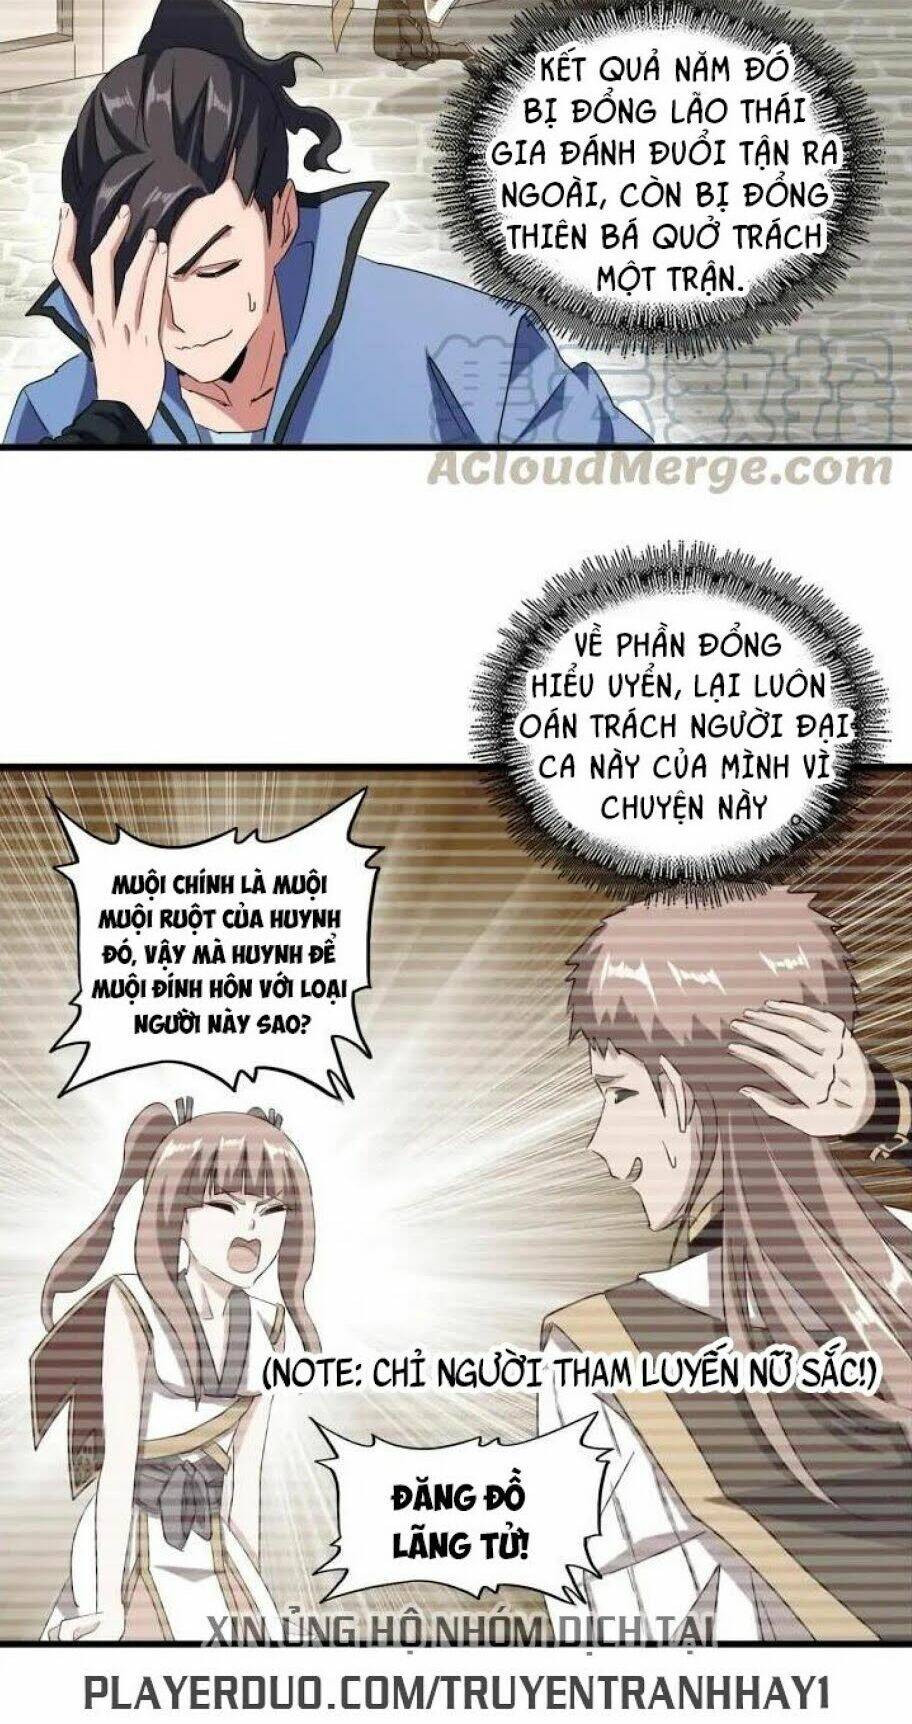 KẾT QUẢ NĂM ĐÓ
BỊ ĐỔNG LÃO THÁI
GIA ĐÁNH ĐUỔI TẬN RA
NGOÀI, CÒN BỊ ĐỔNG
THIÊN BÁ QUỞ TRÁCH
MỘT TRẬN.
ACloudMerge.com
VỀ PHẦN ĐỔNG
HIỂU UYỂN, LẠI LUÔN
OÁN TRÁCH NGƯỜI ĐẠI
CA NÀY CỦA MÌNH VÌ
CHUYỆN NÀY
MUỘI CHÍNH LÀ MUỘI
MUỘI RUỘT CỦA HUYNH
ĐÓ, VẬY MÀ HUYNH ĐỂ
MUỘI ĐÍNH HÔN VỚI LOẠI
NGƯỜI NÀY SAO?
(NOTE: CHỈ NGƯỜI THAM LUYẾN NỮ SẮC!)
ĐĂNG ĐỒ
LÃNG TỬ!
XIN ỦNG HỘ NHÓM DỊCH TẠI
PLAYERDUO.COM/TRUYENTRANHHAY1